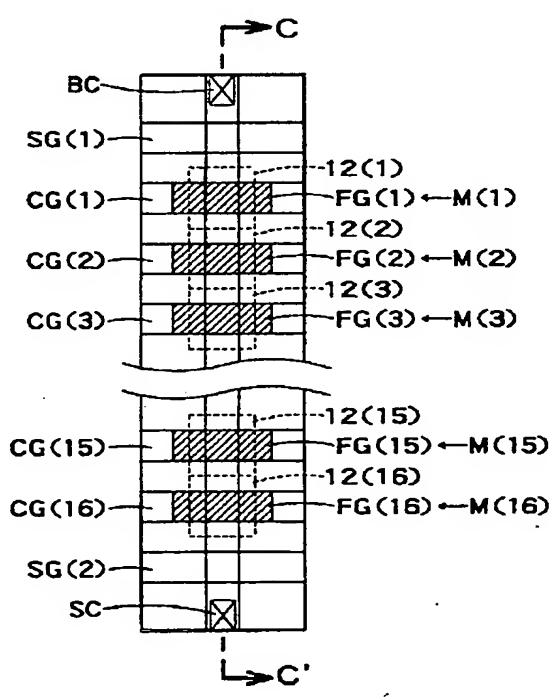 C
BC
SG(1)
12(1)
CG(1) FG(1)←M(1)
12(2)
CG(2) FG(2)←M(2)
12(3)
CG(3) FG(3)←M(3)
12(15)
CG(15) FG(15)←M(15)
12(16)
CG(16) FG(16)←M(16)
SG(2)
SC
C'